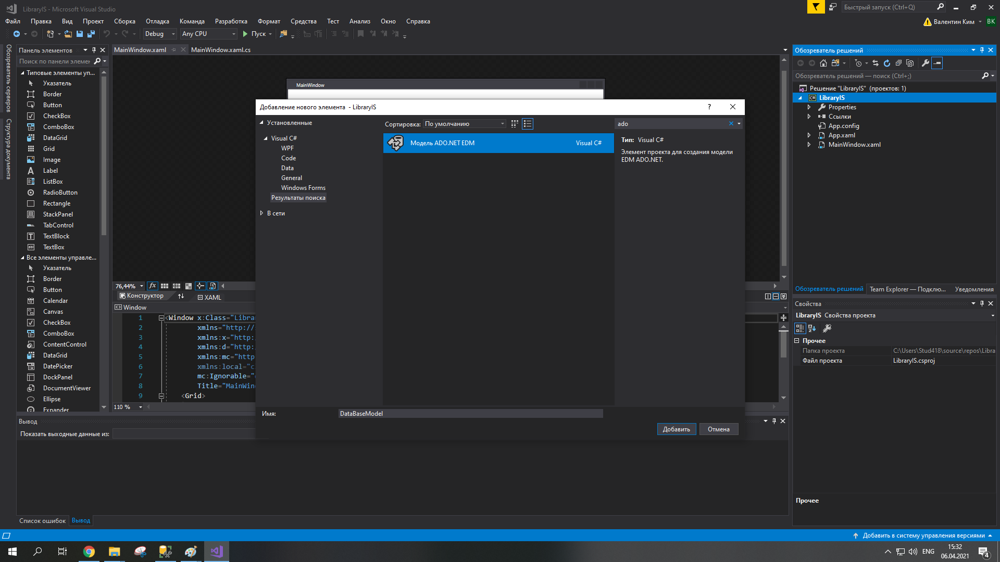 LibraryIS - Microsoft Visual Studio
Быстрый запуск (Ctrl+Q)
Файл Правка Вид Проект Сборка Отладка Команда Разработка Формат Средства Тест Анализ Окно Справка
Валентин Ким
ВК
Debug
Any CPU
Пуск
Обозреватель серверов
Структура документа
Панель элементов
Поиск по панели элемен
Типовые элементы уп...
Указатель
Border
Button
CheckBox
ComboBox
DataGrid
Grid
Image
Label
ListBox
RadioButton
Rectangle
StackPanel
TabControl
TextBlock
TextBox
Все элементы управле...
Указатель
Border
Button
Calendar
Canvas
CheckBox
ComboBox
ContentControl
DataGrid
DatePicker
DockPanel
DocumentViewer
Ellipse
Expander
MainWindow.xaml
MainWindow.xaml.cs
MainWindow
Добавление нового элемента - LibraryIS
?
Установленные
Visual C#
WPF
Code
Data
General
Windows Forms
Результаты поиска
В сети
Сортировка: По умолчанию
Модель ADO.NET EDM
Visual C#
ado
Тип: Visual C#
Элемент проекта для создания модели
EDM ADO.NET.
Имя:
DataBaseModel
Добавить
Отмена
76,44%
fx
Конструктор
XAML
Window
1 <Window x:Class="Libra
2 xmlns="http://
3 xmlns:x="http:
4 xmlns:d="http:
5 xmlns:mc="http
6 xmlns:local="c
7 mc:Ignorable="
8 Title="MainWin
9 <Grid>
110 %
Вывод
Показать выходные данные из:
Список ошибок
Вывод
Обозреватель решений
Обозреватель решений — поиск (Ctrl+;)
Решение "LibraryIS" (проектов: 1)
C# LibraryIS
Properties
Ссылки
App.config
App.xaml
MainWindow.xaml
Обозреватель решений
Team Explorer — Подклю...
Уведомления
Свойства
LibraryIS Свойства проекта
Прочее
Папка проекта C:\Users\Stud418\source\repos\Libra
Файл проекта LibraryIS.csproj
Прочее
Добавить в систему управления версиями
ENG
15:32
06.04.2021
4